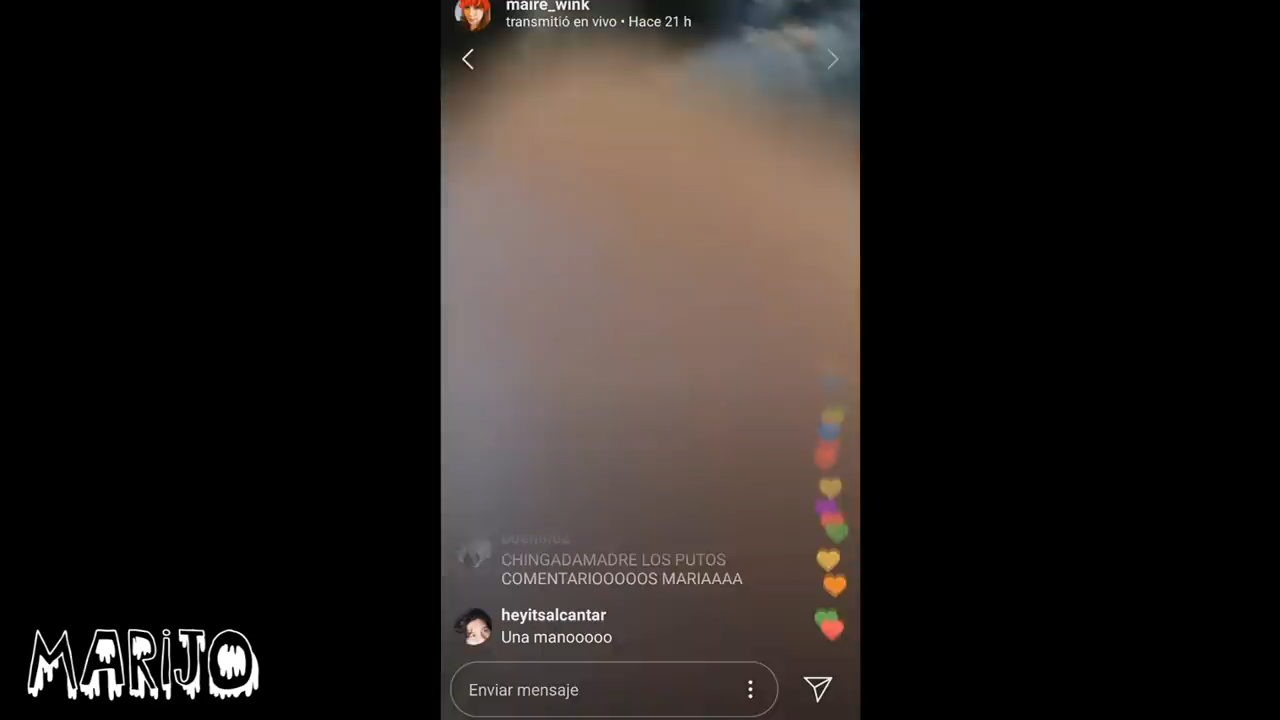 maire_wink
transmitió en vivo • Hace 21 h
CHINGADAMADRE LOS PUTOS
COMENTARIOOOOOS MARIAAAA
heyitsalcantar
Una manooooo
Enviar mensaje
MARiJO